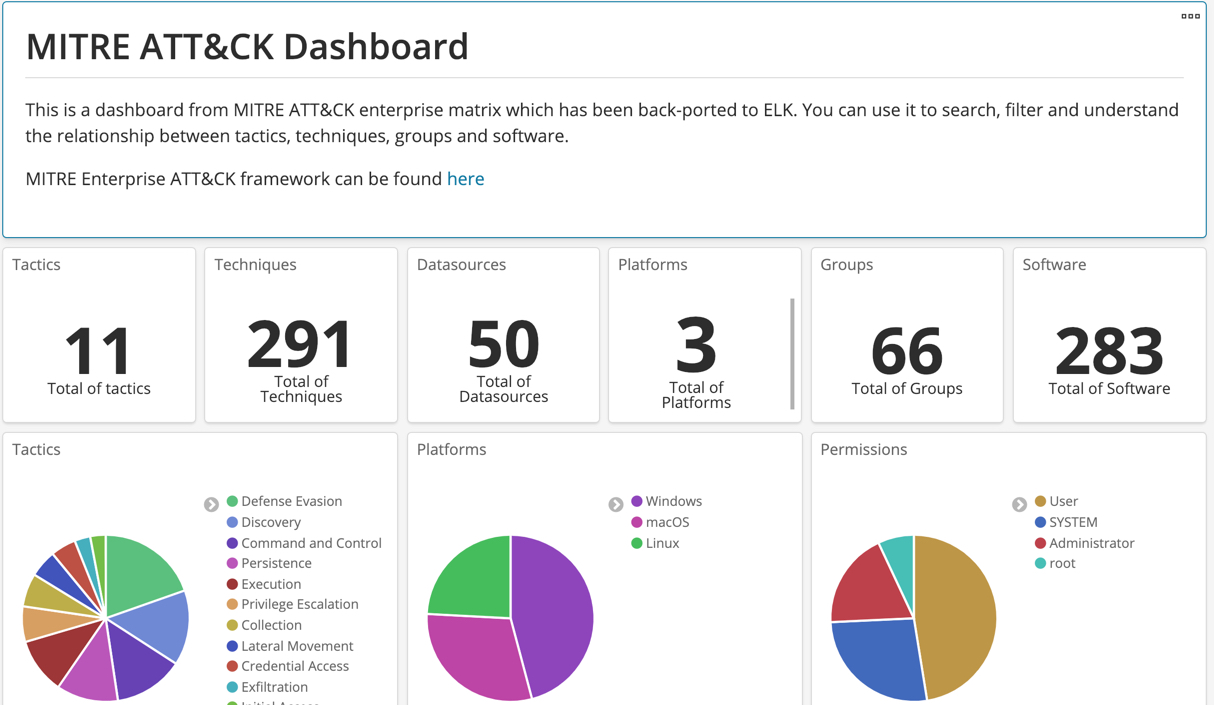 MITRE ATT&CK Dashboard
This is a dashboard from MITRE ATT&CK enterprise matrix which has been back-ported to ELK. You can use it to search, filter and understand
the relationship between tactics, techniques, groups and software.
MITRE Enterprise ATT&CK framework can be found here
Tactics
11
Total of tactics
Techniques
291
Total of
Techniques
Datasources
50
Total of
Datasources
Platforms
3
Total of
Platforms
Groups
66
Total of Groups
Software
283
Total of Software
Tactics
Defense Evasion
Discovery
Command and Control
Persistence
Execution
Privilege Escalation
Collection
Lateral Movement
Credential Access
Exfiltration
Initial Access
Platforms
Windows
macOS
Linux
Permissions
User
SYSTEM
Administrator
root